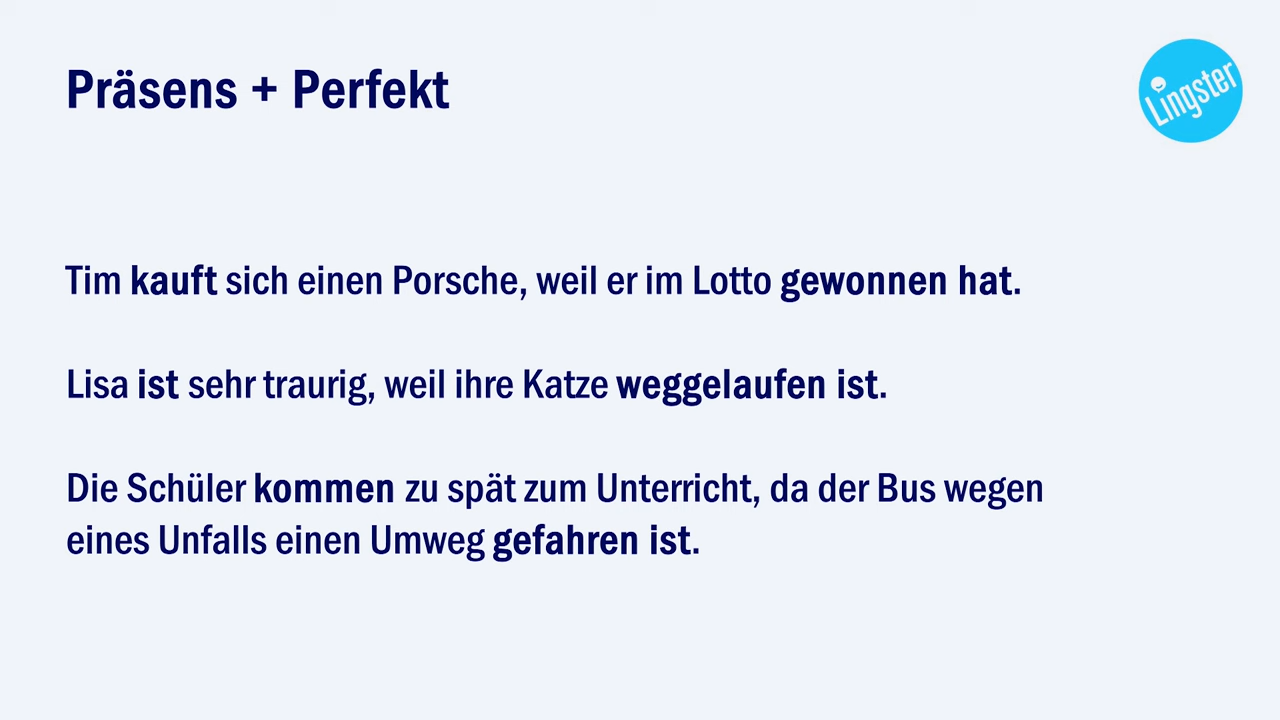 Präsens + Perfekt
Lingster
Tim kauft sich einen Porsche, weil er im Lotto gewonnen hat.
Lisa ist sehr traurig, weil ihre Katze weggelaufen ist.
Die Schüler kommen zu spät zum Unterricht, da der Bus wegen
eines Unfalls einen Umweg gefahren ist.